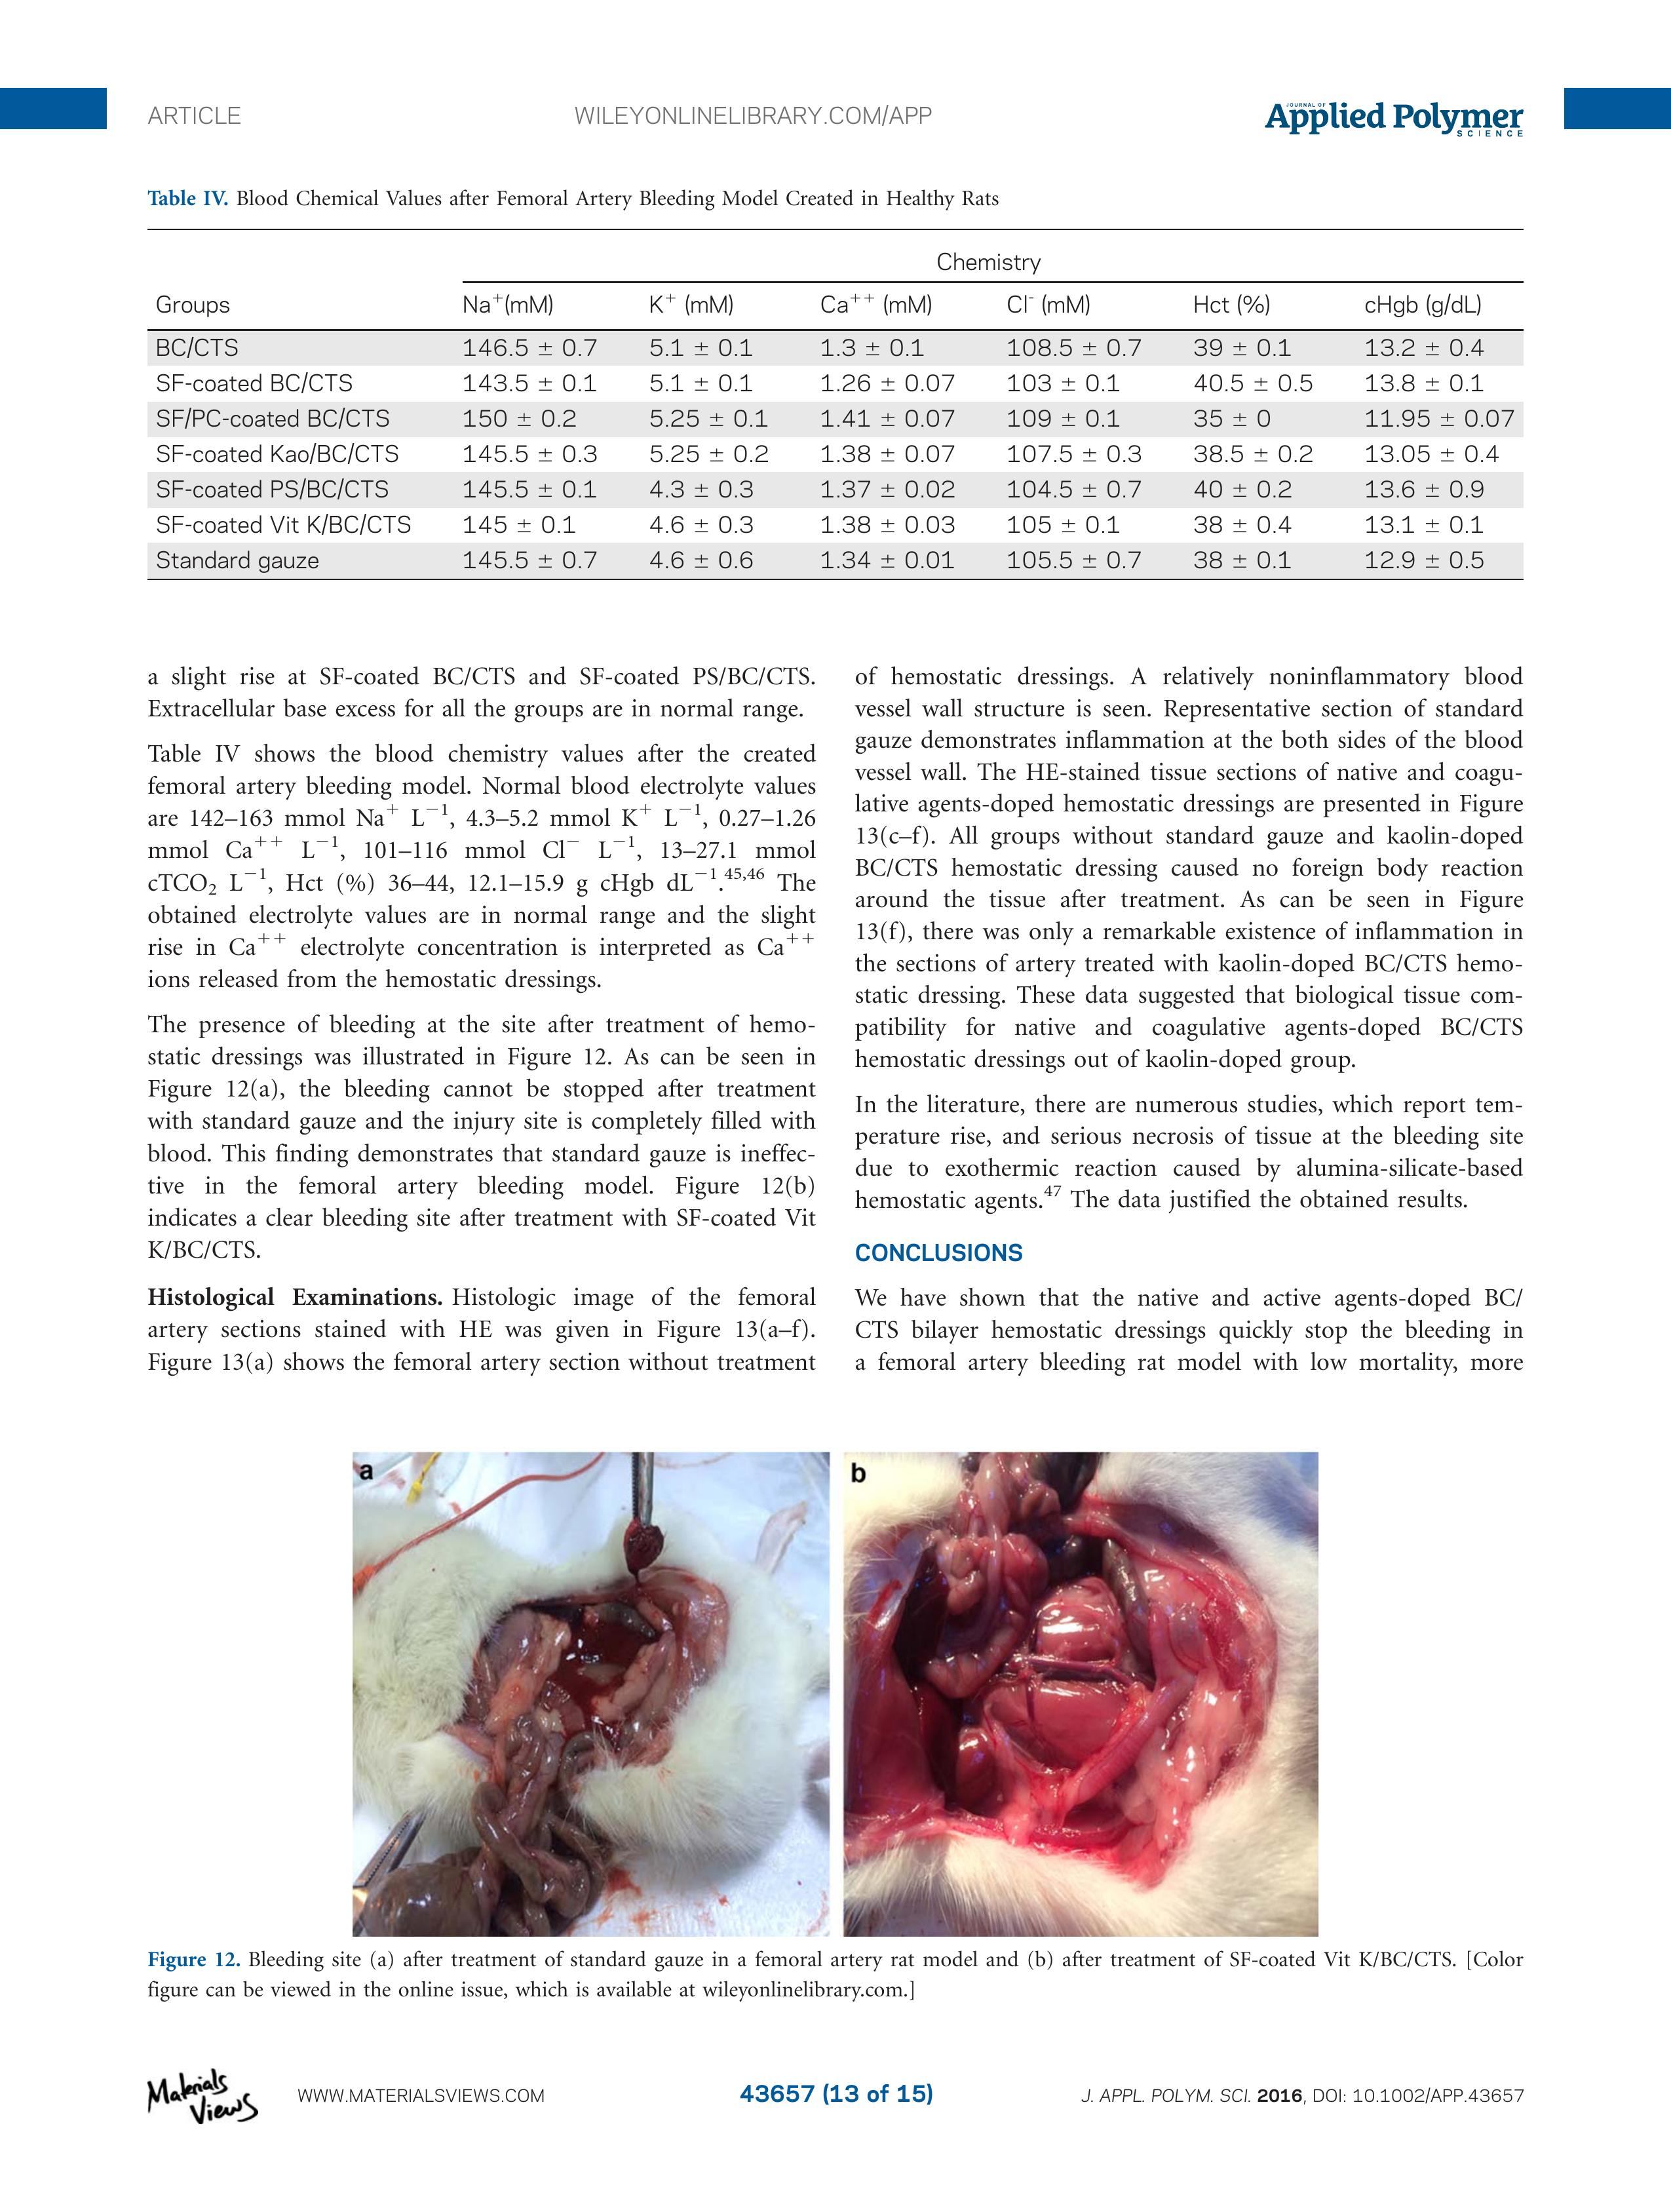 ARTICLE
WILEYONLINELIBRARY.COM/APP
JOURNAL OF
Applied Polymer
SCIENCE
Table IV. Blood Chemical Values after Femoral Artery Bleeding Model Created in Healthy Rats
Chemistry
Groups Na⁺(mM) K⁺ (mM) Ca⁺⁺ (mM) Cl⁻ (mM) Hct (%) cHgb (g/dL)
BC/CTS 146.5 ± 0.7 5.1 ± 0.1 1.3 ± 0.1 108.5 ± 0.7 39 ± 0.1 13.2 ± 0.4
SF-coated BC/CTS 143.5 ± 0.1 5.1 ± 0.1 1.26 ± 0.07 103 ± 0.1 40.5 ± 0.5 13.8 ± 0.1
SF/PC-coated BC/CTS 150 ± 0.2 5.25 ± 0.1 1.41 ± 0.07 109 ± 0.1 35 ± 0 11.95 ± 0.07
SF-coated Kao/BC/CTS 145.5 ± 0.3 5.25 ± 0.2 1.38 ± 0.07 107.5 ± 0.3 38.5 ± 0.2 13.05 ± 0.4
SF-coated PS/BC/CTS 145.5 ± 0.1 4.3 ± 0.3 1.37 ± 0.02 104.5 ± 0.7 40 ± 0.2 13.6 ± 0.9
SF-coated Vit K/BC/CTS 145 ± 0.1 4.6 ± 0.3 1.38 ± 0.03 105 ± 0.1 38 ± 0.4 13.1 ± 0.1
Standard gauze 145.5 ± 0.7 4.6 ± 0.6 1.34 ± 0.01 105.5 ± 0.7 38 ± 0.1 12.9 ± 0.5
a slight rise at SF-coated BC/CTS and SF-coated PS/BC/CTS.
Extracellular base excess for all the groups are in normal range.
Table IV shows the blood chemistry values after the created
femoral artery bleeding model. Normal blood electrolyte values
are 142–163 mmol Na⁺ L⁻¹, 4.3–5.2 mmol K⁺ L⁻¹, 0.27–1.26
mmol Ca⁺⁺ L⁻¹, 101–116 mmol Cl⁻ L⁻¹, 13–27.1 mmol
cTCO₂ L⁻¹, Hct (%) 36–44, 12.1–15.9 g cHgb dL⁻¹.⁴⁵,⁴⁶ The
obtained electrolyte values are in normal range and the slight
rise in Ca⁺⁺ electrolyte concentration is interpreted as Ca⁺⁺
ions released from the hemostatic dressings.
The presence of bleeding at the site after treatment of hemo-
static dressings was illustrated in Figure 12. As can be seen in
Figure 12(a), the bleeding cannot be stopped after treatment
with standard gauze and the injury site is completely filled with
blood. This finding demonstrates that standard gauze is ineffec-
tive in the femoral artery bleeding model. Figure 12(b)
indicates a clear bleeding site after treatment with SF-coated Vit
K/BC/CTS.
Histological Examinations. Histologic image of the femoral
artery sections stained with HE was given in Figure 13(a–f).
Figure 13(a) shows the femoral artery section without treatment
of hemostatic dressings. A relatively noninflammatory blood
vessel wall structure is seen. Representative section of standard
gauze demonstrates inflammation at the both sides of the blood
vessel wall. The HE-stained tissue sections of native and coagu-
lative agents-doped hemostatic dressings are presented in Figure
13(c–f). All groups without standard gauze and kaolin-doped
BC/CTS hemostatic dressing caused no foreign body reaction
around the tissue after treatment. As can be seen in Figure
13(f), there was only a remarkable existence of inflammation in
the sections of artery treated with kaolin-doped BC/CTS hemo-
static dressing. These data suggested that biological tissue com-
patibility for native and coagulative agents-doped BC/CTS
hemostatic dressings out of kaolin-doped group.
In the literature, there are numerous studies, which report tem-
perature rise, and serious necrosis of tissue at the bleeding site
due to exothermic reaction caused by alumina-silicate-based
hemostatic agents.⁴⁷ The data justified the obtained results.
CONCLUSIONS
We have shown that the native and active agents-doped BC/
CTS bilayer hemostatic dressings quickly stop the bleeding in
a femoral artery bleeding rat model with low mortality, more
a
b
Figure 12. Bleeding site (a) after treatment of standard gauze in a femoral artery rat model and (b) after treatment of SF-coated Vit K/BC/CTS. [Color
figure can be viewed in the online issue, which is available at wileyonlinelibrary.com.]
Materials
Views
WWW.MATERIALSVIEWS.COM
43657 (13 of 15)
J. APPL. POLYM. SCI. 2016, DOI: 10.1002/APP.43657